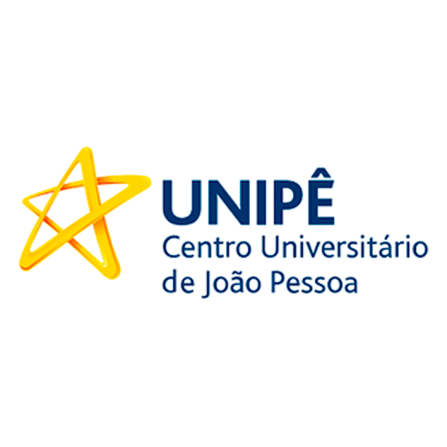 UNIPÊ
Centro Universitário
de João Pessoa